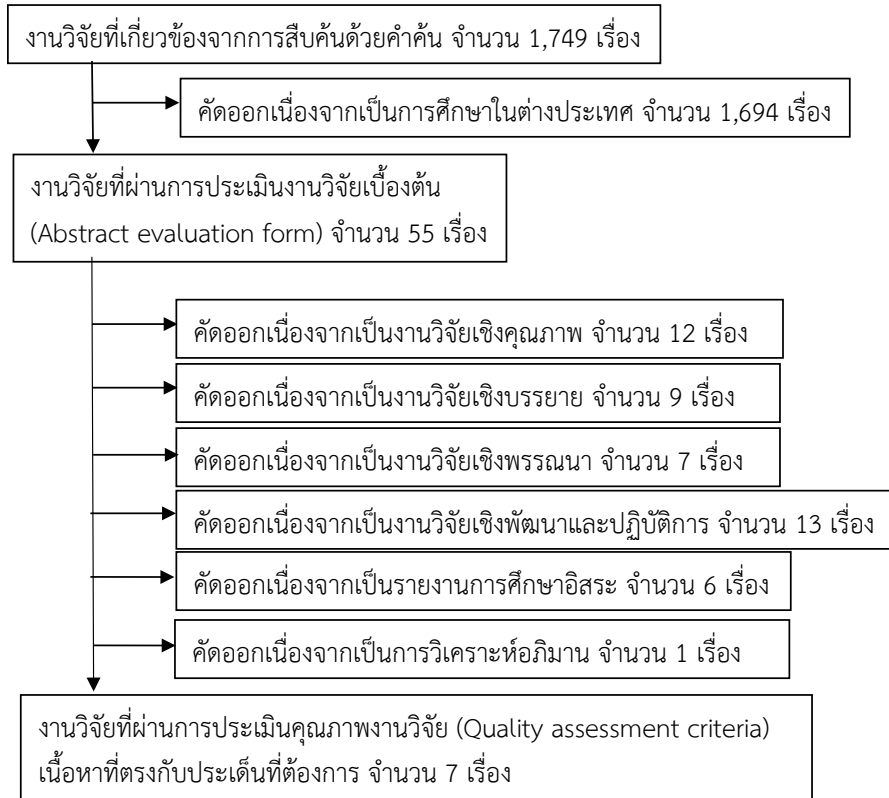 งานวิจัยที่เกี่ยวข้องจากการสืบค้นด้วยคำค้น จำนวน 1,749 เรื่อง
คัดออกเนื่องจากเป็นการศึกษาในต่างประเทศ จำนวน 1,694 เรื่อง
งานวิจัยที่ผ่านการประเมินงานวิจัยเบื้องต้น
(Abstract evaluation form) จำนวน 55 เรื่อง
คัดออกเนื่องจากเป็นงานวิจัยเชิงคุณภาพ จำนวน 12 เรื่อง
คัดออกเนื่องจากเป็นงานวิจัยเชิงบรรยาย จำนวน 9 เรื่อง
คัดออกเนื่องจากเป็นงานวิจัยเชิงพรรณนา จำนวน 7 เรื่อง
คัดออกเนื่องจากเป็นงานวิจัยเชิงพัฒนาและปฏิบัติการ จำนวน 13 เรื่อง
คัดออกเนื่องจากเป็นรายงานการศึกษาอิสระ จำนวน 6 เรื่อง
คัดออกเนื่องจากเป็นการวิเคราะห์อภิมาน จำนวน 1 เรื่อง
งานวิจัยที่ผ่านการประเมินคุณภาพงานวิจัย (Quality assessment criteria)
เนื้อหาที่ตรงกับประเด็นที่ต้องการ จำนวน 7 เรื่อง